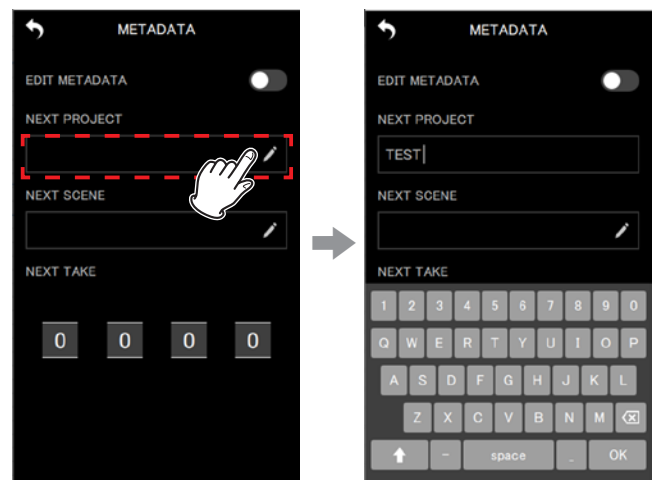 METADATA
EDIT METADATA
NEXT PROJECT
NEXT SCENE
NEXT TAKE
0 0 0 0
METADATA
EDIT METADATA
NEXT PROJECT
TEST
NEXT SCENE
NEXT TAKE
1 2 3 4 5 6 7 8 9 0
Q W E R T Y U I O P
A S D F G H J K L
Z X C V B N M
- space _ OK